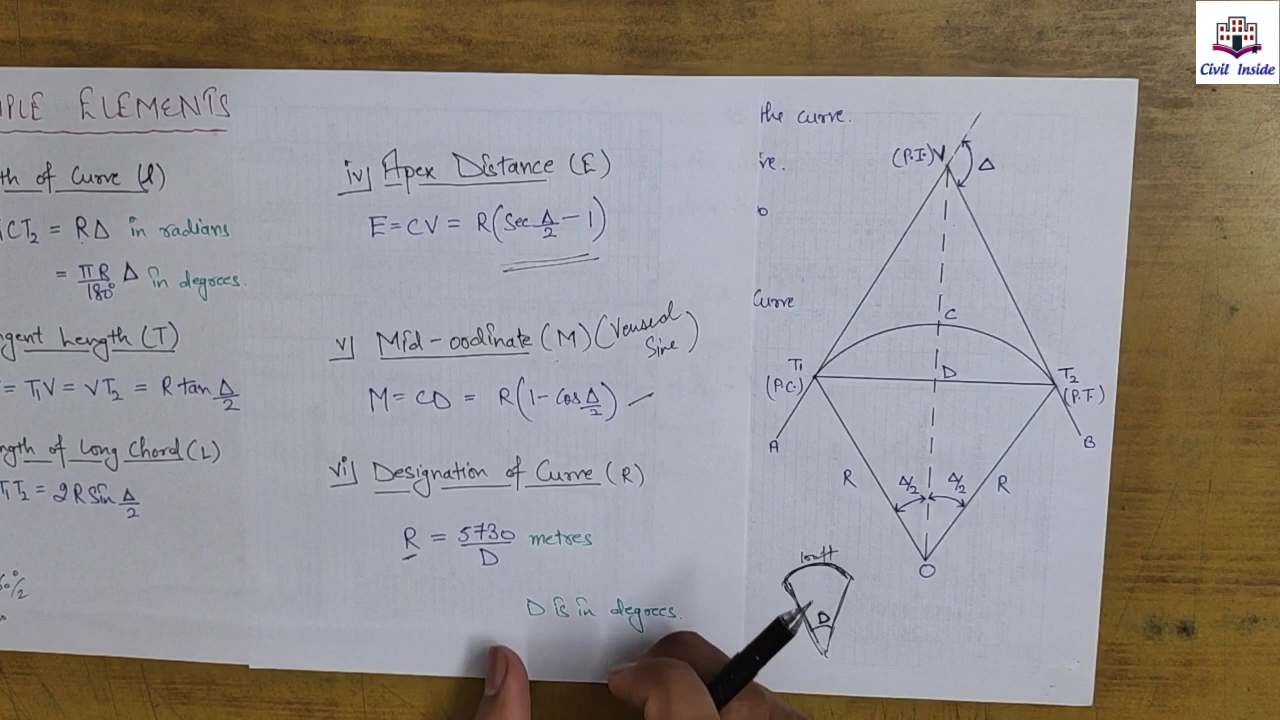 PLE ELEMENTS
th of Curve (l)
CT₂ = RΔ in radians
= πR/180° Δ in degrees.
gent Length (T)
= T₁V = VT₂ = R tan Δ/2
ngth of Long Chord (L)
T₁T₂ = 2R Sin Δ/2
iv) Apex Distance (E)
E = CV = R(Sec Δ/2 - 1)
v) Mid-oodinate (M) (Versed Sine)
M = CD = R(1 - Cos Δ/2)
vi) Designation of Curve (R)
R = 5730/D metres
D is in degrees.
the curve.
ve.
Curve
(P.I.) V
Δ
C
T₁
(P.C.)
D
T₂
(P.T.)
A
B
R
Δ/2
Δ/2
R
O
D
Civil Inside